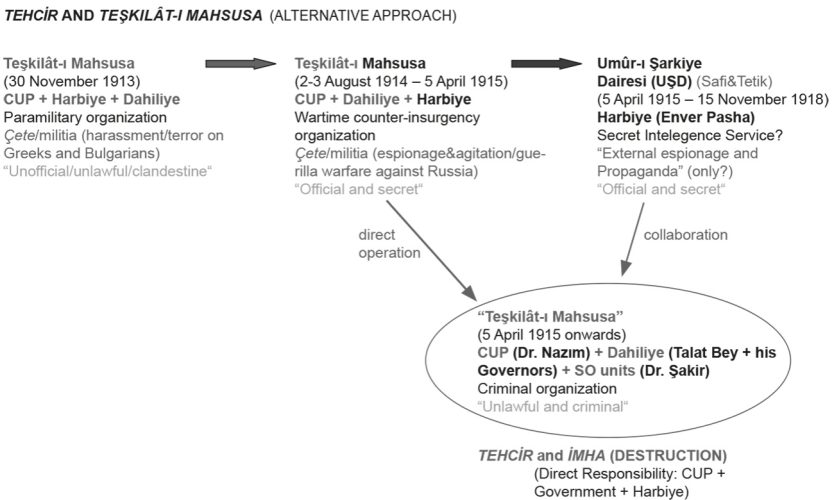 TEHCİR AND TEŞKILÂT-I MAHSUSA (ALTERNATIVE APPROACH)
Teşkilât-ı Mahsusa
(30 November 1913)
CUP + Harbiye + Dahiliye
Paramilitary organization
Çete/militia (harassment/terror on
Greeks and Bulgarians)
“Unofficial/unlawful/clandestine“
Teşkilât-ı Mahsusa
(2-3 August 1914 – 5 April 1915)
CUP + Dahiliye + Harbiye
Wartime counter-insurgency
organization
Çete/militia (espionage&agitation/gue-
rilla warfare against Russia)
“Official and secret“
Umûr-ı Şarkiye
Dairesi (UŞD) (Safi&Tetik)
(5 April 1915 – 15 November 1918)
Harbiye (Enver Pasha)
Secret Intelegence Service?
“External espionage and
Propaganda” (only?)
“Official and secret“
direct
operation
collaboration
“Teşkilât-ı Mahsusa”
(5 April 1915 onwards)
CUP (Dr. Nazım) + Dahiliye (Talat Bey + his
Governors) + SO units (Dr. Şakir)
Criminal organization
“Unlawful and criminal“
TEHCİR and İMHA (DESTRUCTION)
(Direct Responsibility: CUP +
Government + Harbiye)